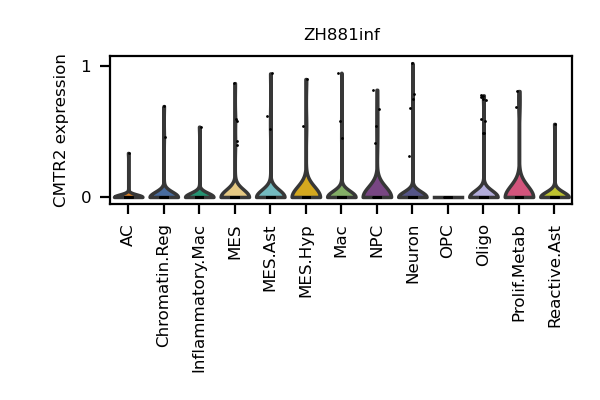 ZH881inf
CMTR2 expression
1
0
AC
Chromatin.Reg
Inflammatory.Mac
MES
MES.Ast
MES.Hyp
Mac
NPC
Neuron
OPC
Oligo
Prolif.Metab
Reactive.Ast